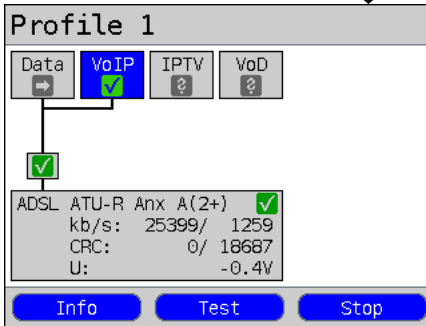 Profile 1
Data VoIP IPTV VoD
ADSL ATU-R Anx A(2+)
kb/s: 25399/ 1259
CRC: 0/ 18687
U: -0.4V
Info Test Stop